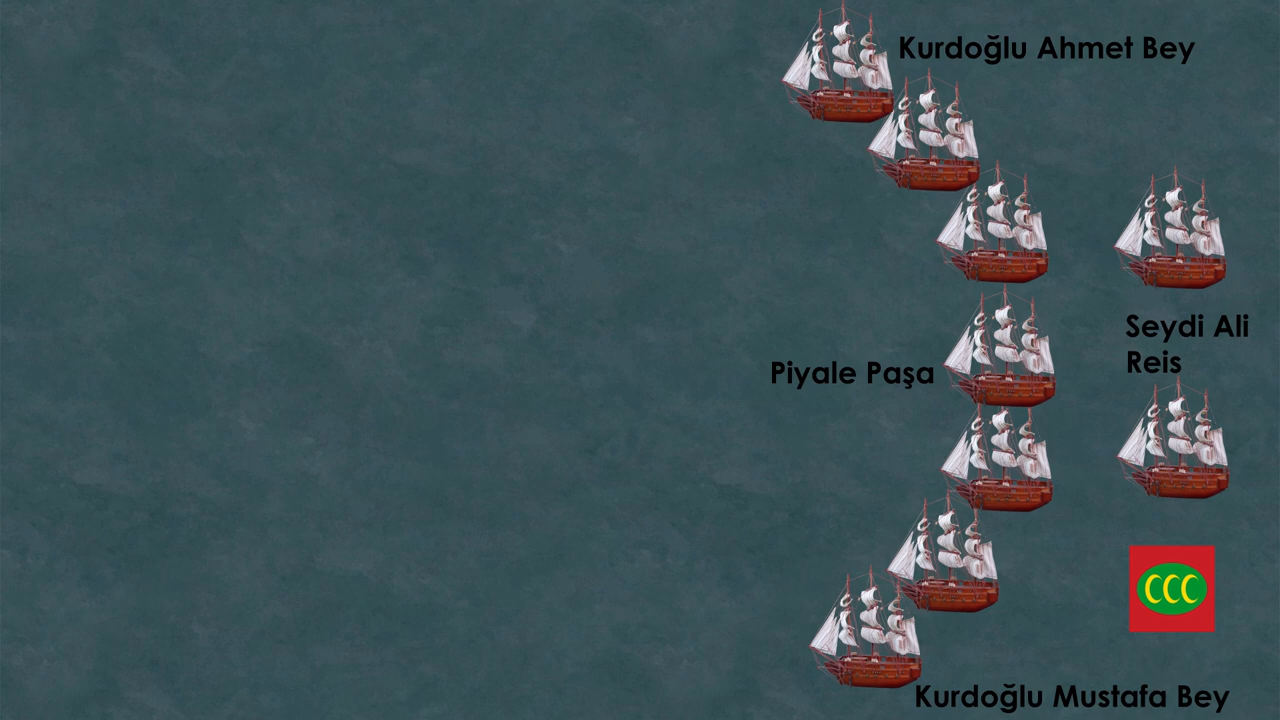 Kurdoğlu Ahmet Bey
Seydi Ali
Reis
Piyale Paşa
CCC
Kurdoğlu Mustafa Bey